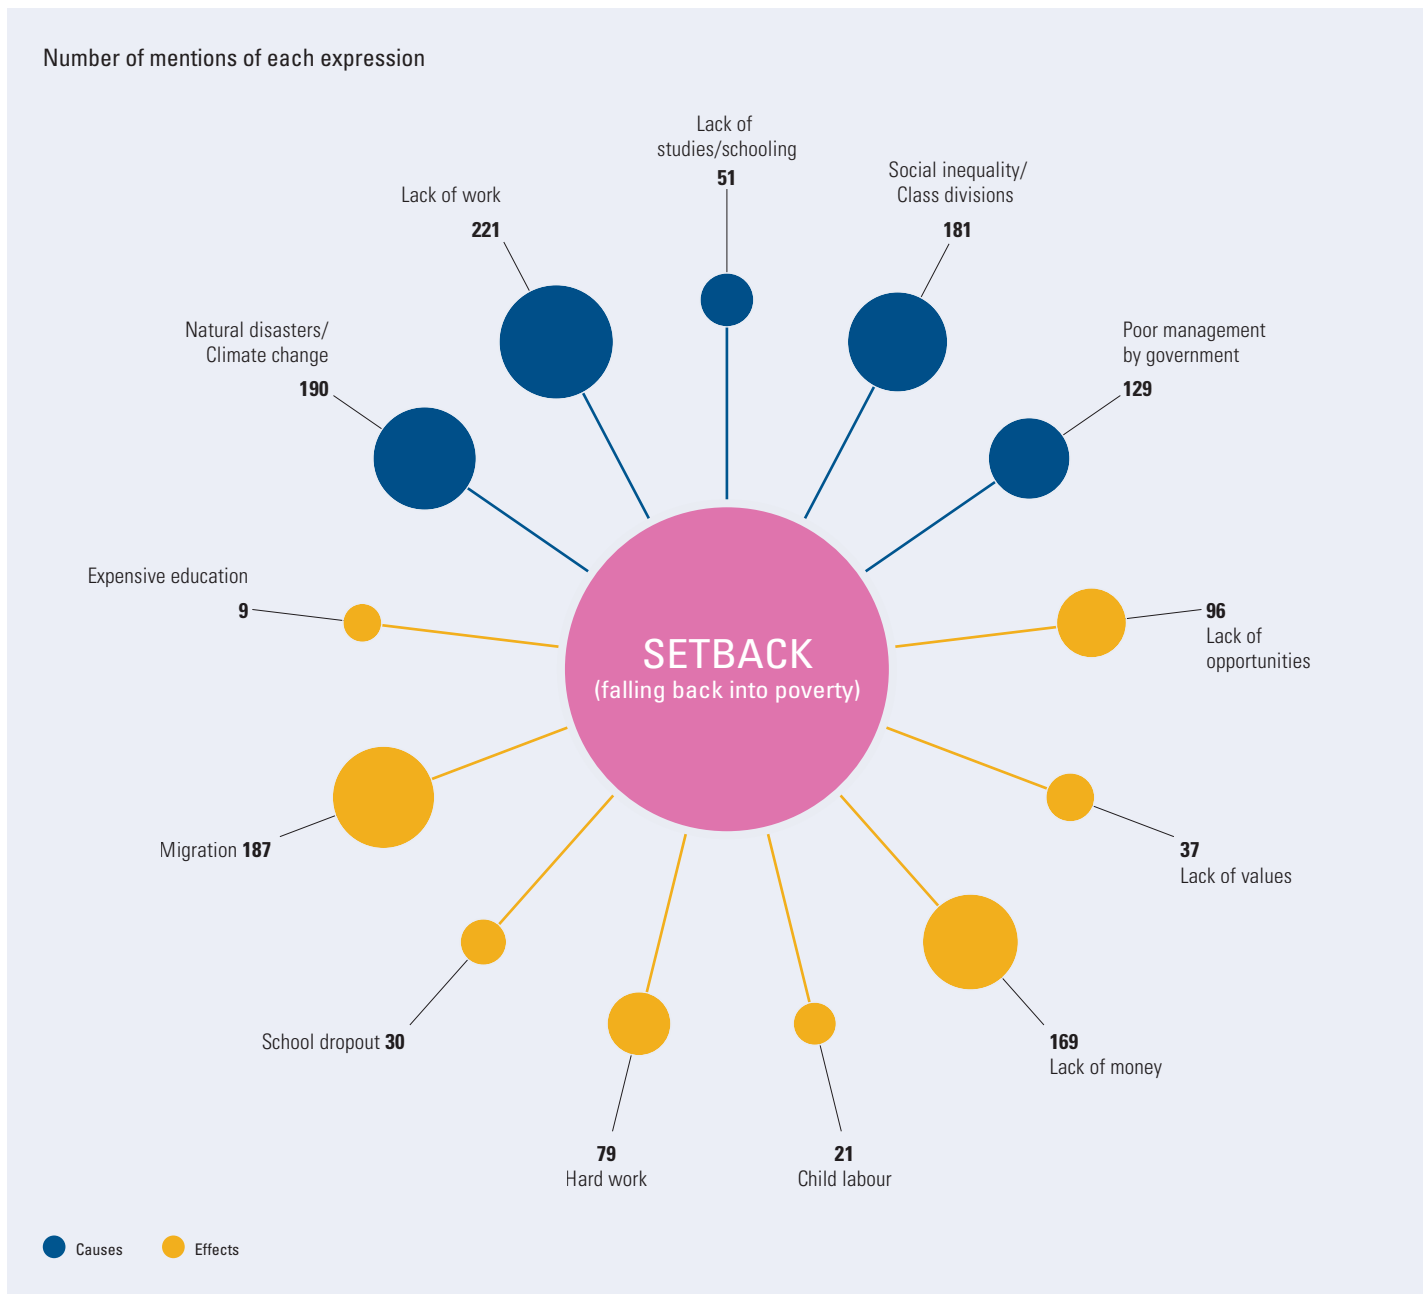 Number of mentions of each expression
Lack of
studies/schooling
51
Social inequality/
Class divisions
181
Lack of work
221
Natural disasters/
Climate change
190
Poor management
by government
129
Expensive education
9
96
Lack of
opportunities
SETBACK
(falling back into poverty)
Migration 187
37
Lack of values
School dropout 30
169
Lack of money
79
Hard work
21
Child labour
Causes
Effects